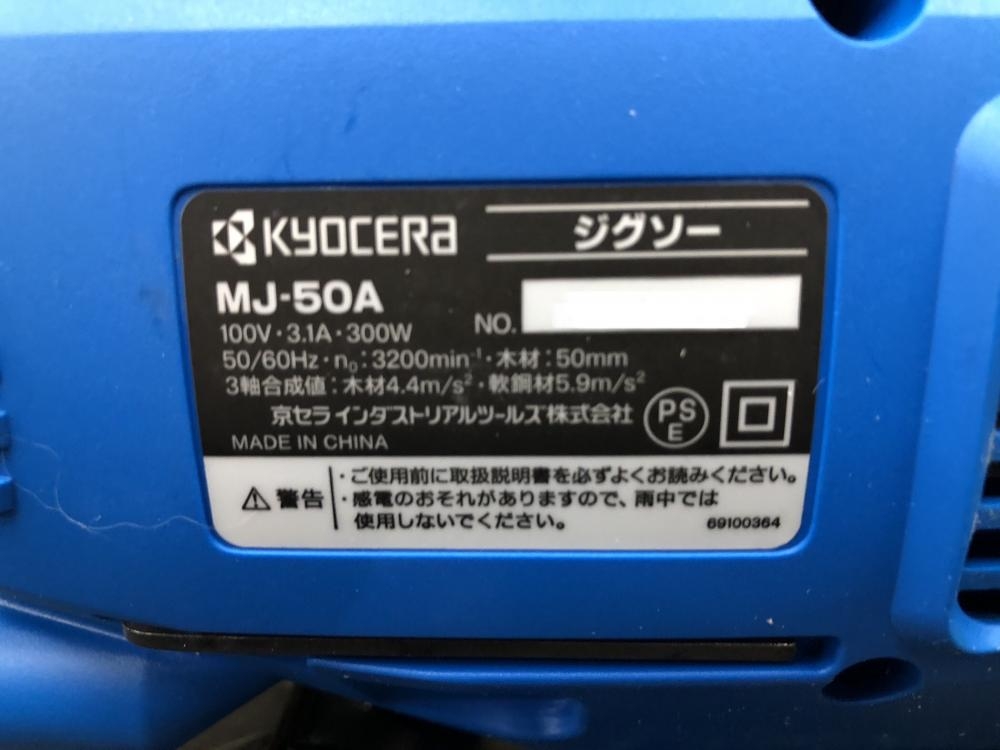 KYOCERA
ジグソー
MJ-50A
NO.
100V・3.1A・300W
50/60Hz・n₀:3200min⁻¹・木材:50mm
3軸合成値:木材4.4m/s²・軟鋼材5.9m/s²
京セラインダストリアルツールズ株式会社
PS
E
MADE IN CHINA
警告
・ご使用前に取扱説明書を必ずよくお読みください。
・感電のおそれがありますので、雨中では
使用しないでください。
69100364